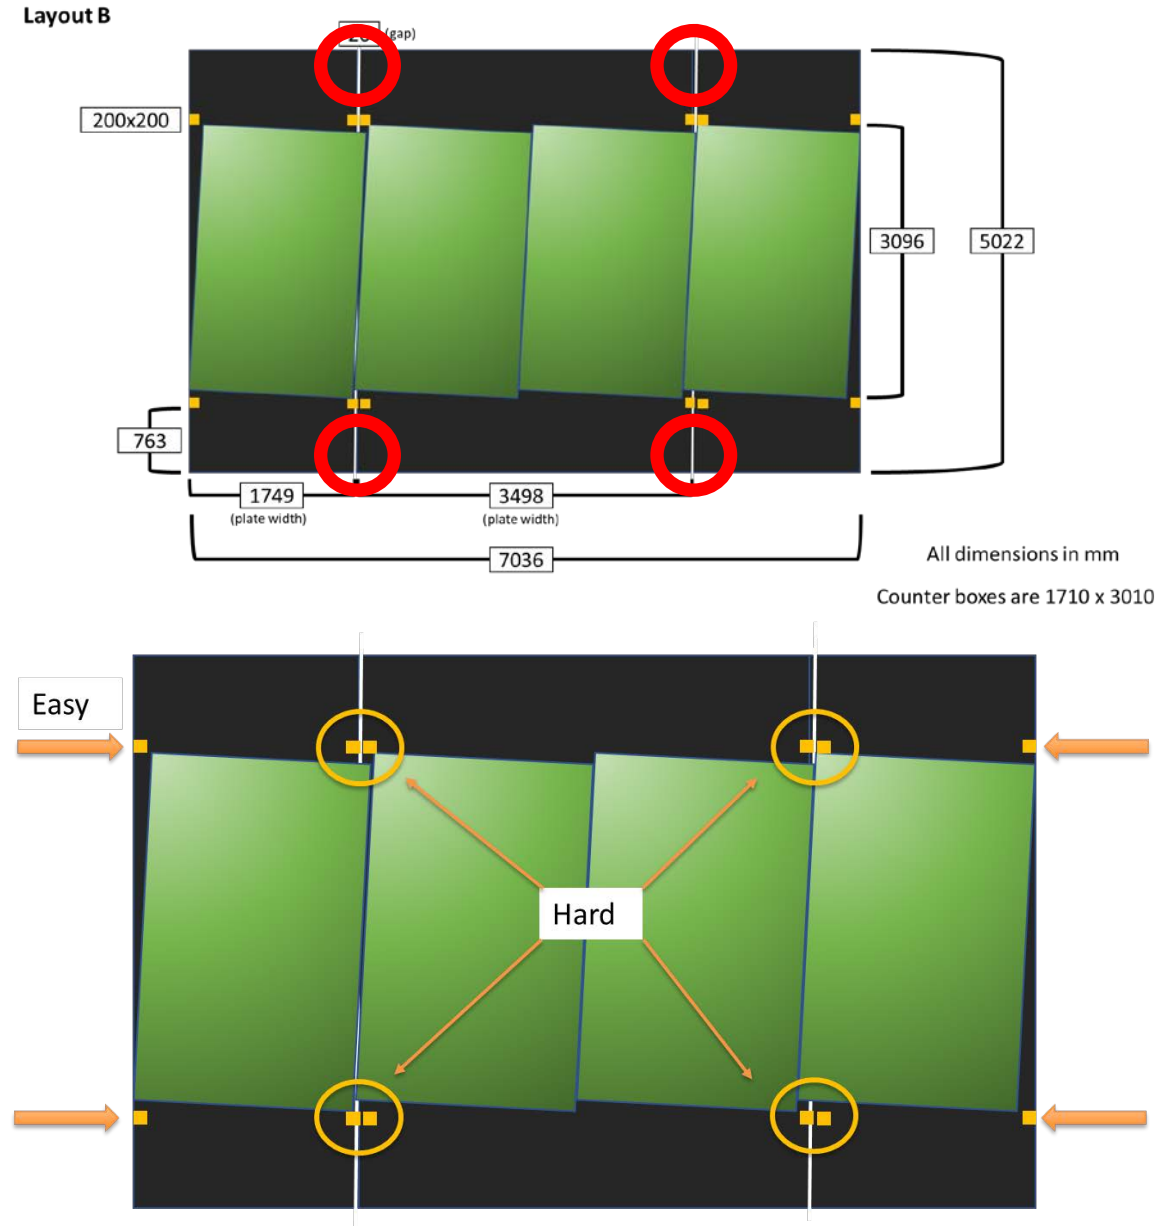 Layout B
(gap)
200x200
3096
5022
763
1749
(plate width)
3498
(plate width)
7036
All dimensions in mm
Counter boxes are 1710 x 3010
Easy
Hard